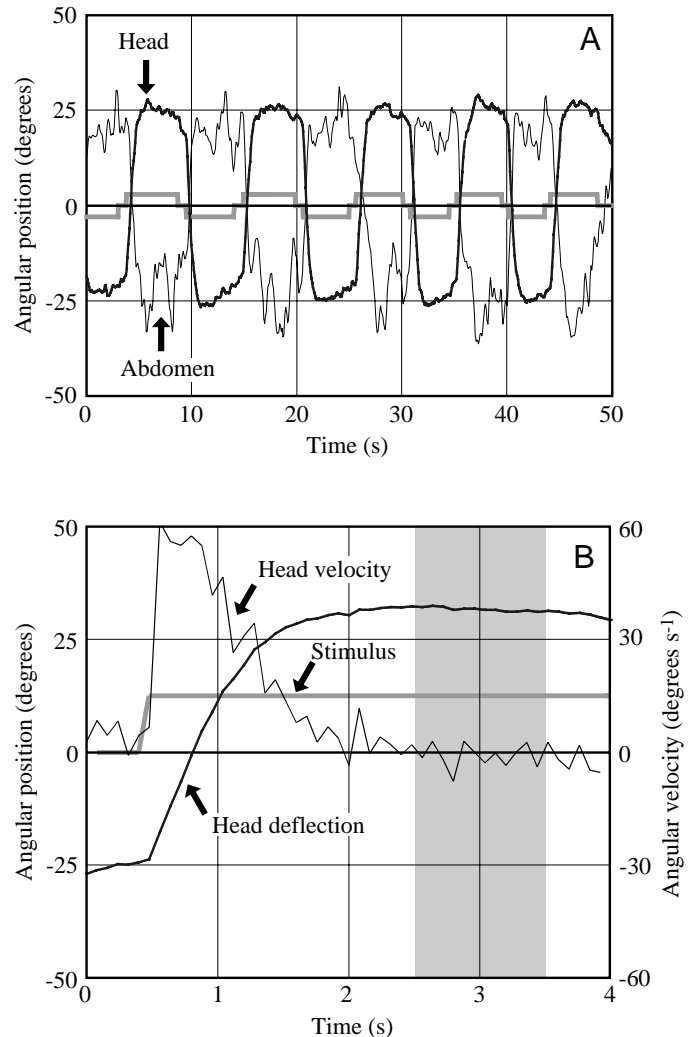 A
Head
Abdomen
Angular position (degrees)
50
25
0
-25
-50
0 10 20 30 40 50
Time (s)
B
Head velocity
Stimulus
Head deflection
Angular position (degrees)
50
25
0
-25
-50
Angular velocity (degrees s-1)
60
30
0
-30
-60
0 1 2 3 4
Time (s)